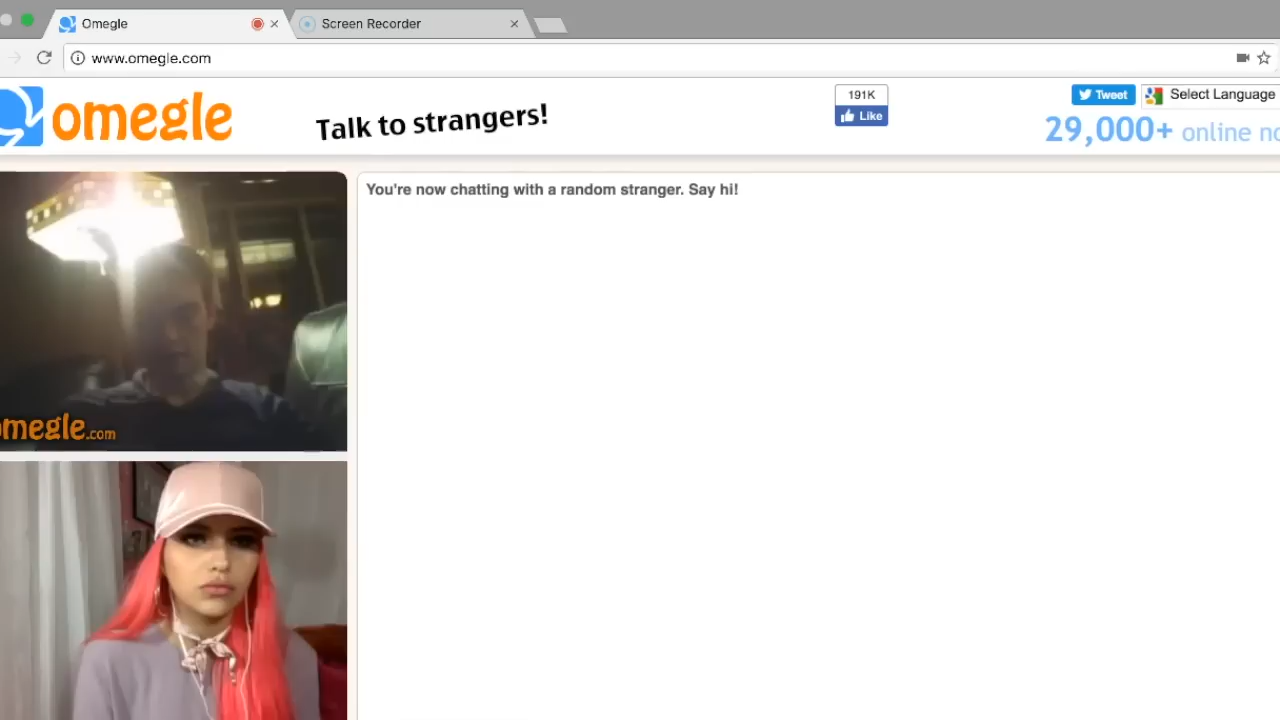 Omegle
Screen Recorder
www.omegle.com
omegle
Talk to strangers!
191K
Like
Tweet
Select Language
29,000+ online
You're now chatting with a random stranger. Say hi!
omegle.com